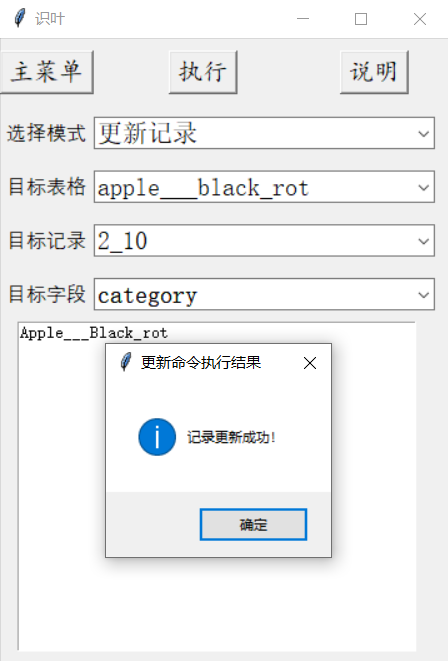 识叶
主菜单 执行 说明
选择模式 更新记录
目标表格 apple___black_rot
目标记录 2_10
目标字段 category
Apple___Black_rot
更新命令执行结果
记录更新成功!
确定